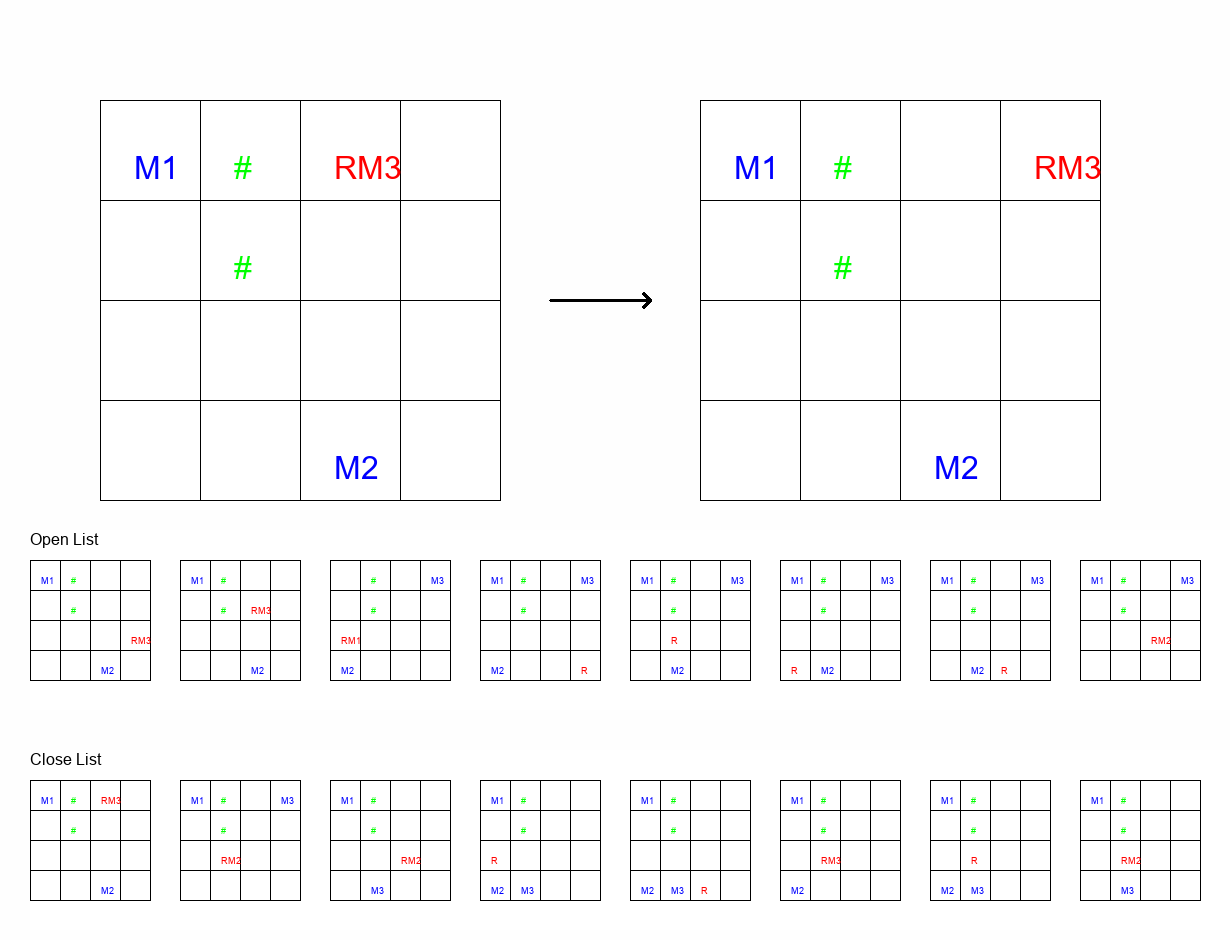 M1 # RM3 M1 # RM3
# #
M2 M2
Open List
M1 # M1 # # M3 M1 # M3 M1 # M3 M1 # M3 M1 # M3 M1 # M3
# # RM3 # # # # # #
RM3 RM1 R RM2
M2 M2 M2 M2 R M2 R M2 M2 R
Close List
M1 # RM3 M1 # M3 M1 # M1 # M1 # M1 # M1 # M1 #
# # # # # # # #
RM2 RM2 R RM3 R RM2
M2 M3 M2 M3 M2 M3 R M2 M2 M3 M3